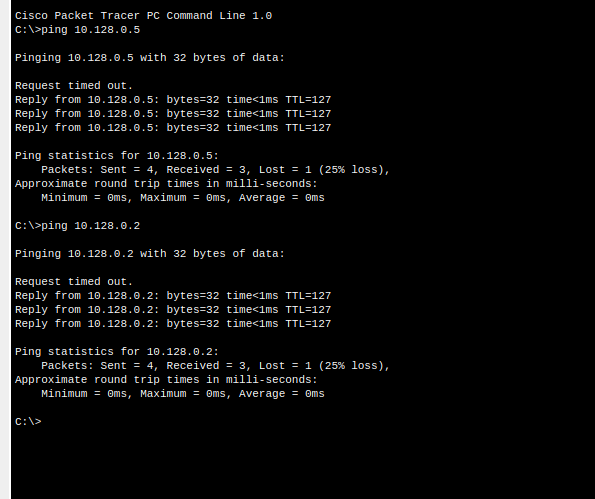 Cisco Packet Tracer PC Command Line 1.0
C:\>ping 10.128.0.5
Pinging 10.128.0.5 with 32 bytes of data:
Request timed out.
Reply from 10.128.0.5: bytes=32 time<1ms TTL=127
Reply from 10.128.0.5: bytes=32 time<1ms TTL=127
Reply from 10.128.0.5: bytes=32 time<1ms TTL=127
Ping statistics for 10.128.0.5:
    Packets: Sent = 4, Received = 3, Lost = 1 (25% loss),
Approximate round trip times in milli-seconds:
    Minimum = 0ms, Maximum = 0ms, Average = 0ms
C:\>ping 10.128.0.2
Pinging 10.128.0.2 with 32 bytes of data:
Request timed out.
Reply from 10.128.0.2: bytes=32 time<1ms TTL=127
Reply from 10.128.0.2: bytes=32 time<1ms TTL=127
Reply from 10.128.0.2: bytes=32 time<1ms TTL=127
Ping statistics for 10.128.0.2:
    Packets: Sent = 4, Received = 3, Lost = 1 (25% loss),
Approximate round trip times in milli-seconds:
    Minimum = 0ms, Maximum = 0ms, Average = 0ms
C:\>